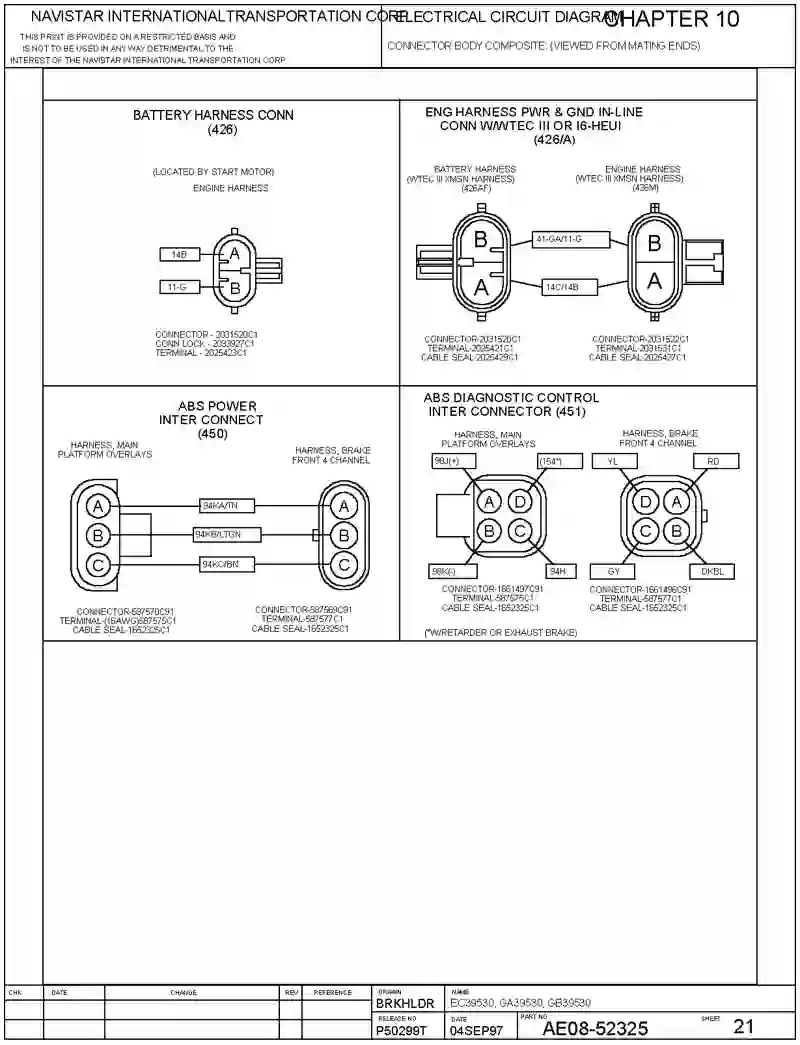 NAVISTAR INTERNATIONAL TRANSPORTATION CORP.
ELECTRICAL CIRCUIT DIAGRAM
CHAPTER 10
THIS PRINT IS PROVIDED ON A RESTRICTED BASIS AND
IS NOT TO BE USED IN ANY WAY DETRIMENTAL TO THE
INTEREST OF THE NAVISTAR INTERNATIONAL TRANSPORTATION CORP.
CONNECTOR BODY COMPOSITE: (VIEWED FROM MATING ENDS)
BATTERY HARNESS CONN
(426)
(LOCATED BY START MOTOR)
ENGINE HARNESS
14B
A
11-G
B
CONNECTOR - 2031520C1
CONN LOCK - 2033927C1
TERMINAL - 2025423C1
ENG HARNESS PWR & GND IN-LINE
CONN W/WTEC III OR I6-HEUI
(426/A)
BATTERY HARNESS
(WTEC III XMSN HARNESS)
(426AF)
ENGINE HARNESS
(WTEC III XMSN HARNESS)
(426M)
B
41-GA/11-G
B
A
14C/14B
A
CONNECTOR-2031520C1
TERMINAL-2025421C1
CABLE SEAL-2025429C1
CONNECTOR-2031522C1
TERMINAL-2031531C1
CABLE SEAL-2025427C1
ABS POWER
INTER CONNECT
(450)
HARNESS, MAIN
PLATFORM OVERLAYS
HARNESS, BRAKE
FRONT 4 CHANNEL
A
94KA/TN
A
B
94KB/LTGN
B
C
94KC/BN
C
CONNECTOR-587570C91
TERMINAL-(16AWG)587575C1
CABLE SEAL-1652325C1
CONNECTOR-587569C91
TERMINAL-587577C1
CABLE SEAL-1652325C1
ABS DIAGNOSTIC CONTROL
INTER CONNECTOR (451)
HARNESS, MAIN
PLATFORM OVERLAYS
HARNESS, BRAKE
FRONT 4 CHANNEL
98J(+)
(154*)
YL
RD
A
D
D
A
B
C
C
B
98K(-)
94H
GY
DKBL
CONNECTOR-1661497C91
TERMINAL-587575C1
CABLE SEAL-1652325C1
CONNECTOR-1661496C91
TERMINAL-587577C1
CABLE SEAL-1652325C1
(*W/RETARDER OR EXHAUST BRAKE)
CHK
DATE
CHANGE
REV
REFERENCE
DRAWN
BRKHLDR
NAME
EC39530, GA39530, GB39530
RELEASE NO
P50299T
DATE
04SEP97
PART NO
AE08-52325
SHEET
21